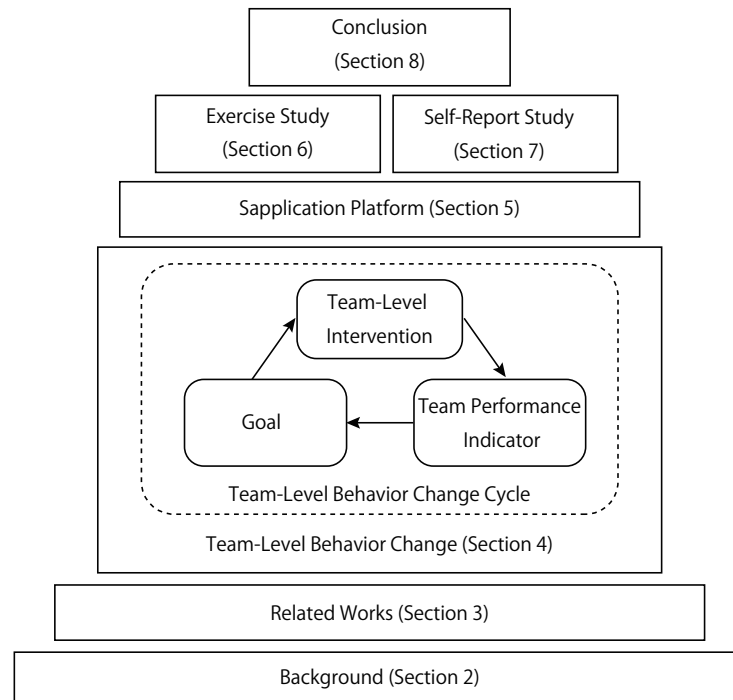 Conclusion
(Section 8)
Exercise Study
(Section 6)
Self-Report Study
(Section 7)
Sapplication Platform (Section 5)
Team-Level
Intervention
Goal
Team Performance
Indicator
Team-Level Behavior Change Cycle
Team-Level Behavior Change (Section 4)
Related Works (Section 3)
Background (Section 2)